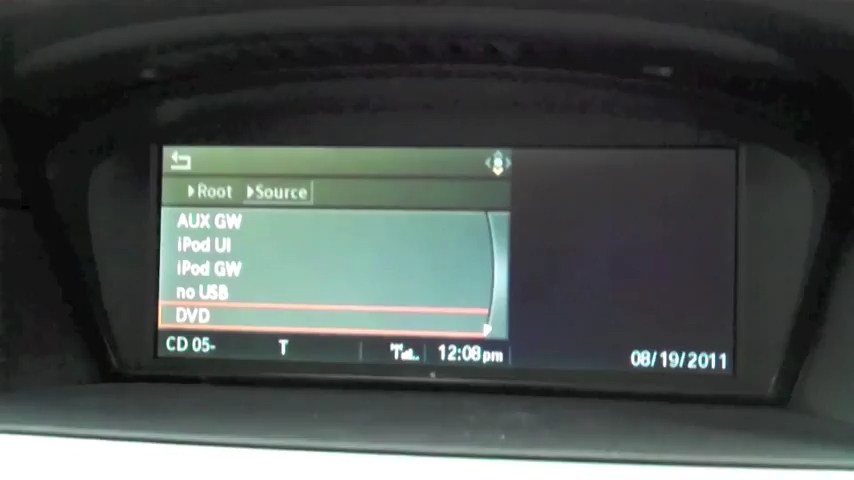 Root Source
AUX GW
iPod UI
iPod GW
no USB
DVD
CD 05- T 12:08pm 08/19/2011